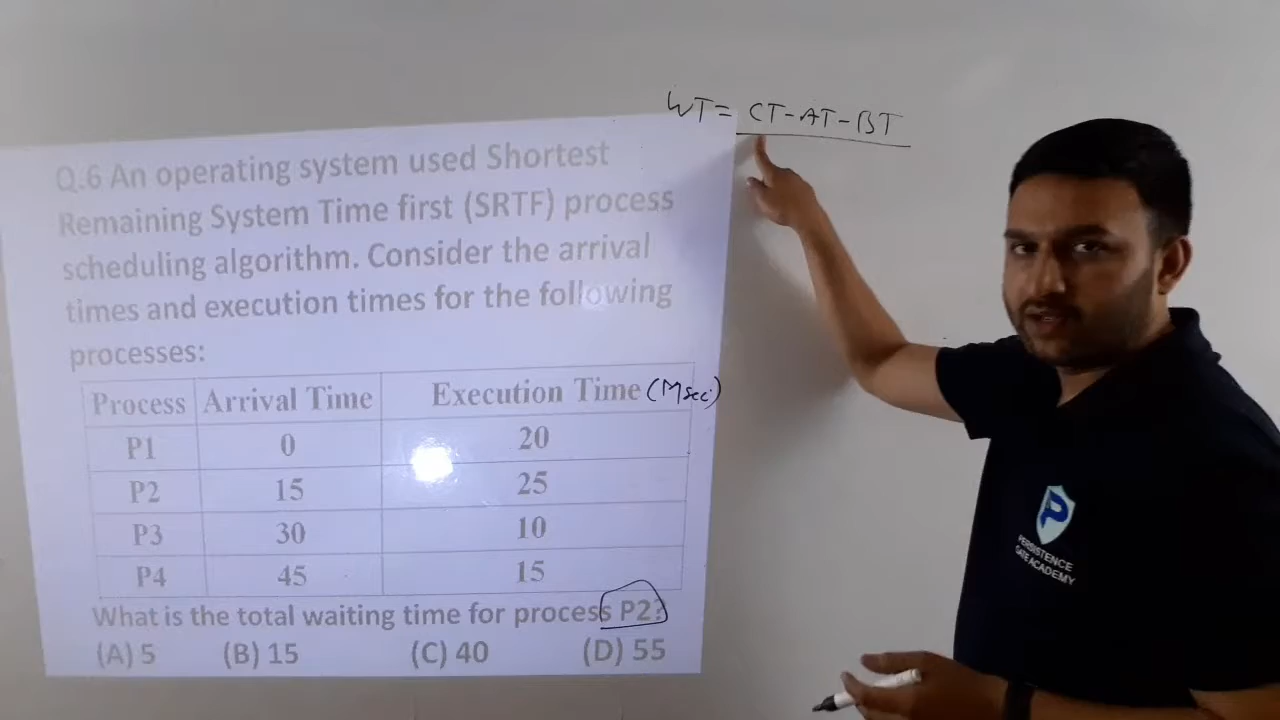 WT= CT-AT-BT
Q.6 An operating system used Shortest
Remaining System Time first (SRTF) process
scheduling algorithm. Consider the arrival
times and execution times for the following
processes:
Process Arrival Time Execution Time (Msec)
P1 0 20
P2 15 25
P3 30 10
P4 45 15
What is the total waiting time for process P2?
(A) 5 (B) 15 (C) 40 (D) 55
P
PERSISTENCE
GATE ACADEMY